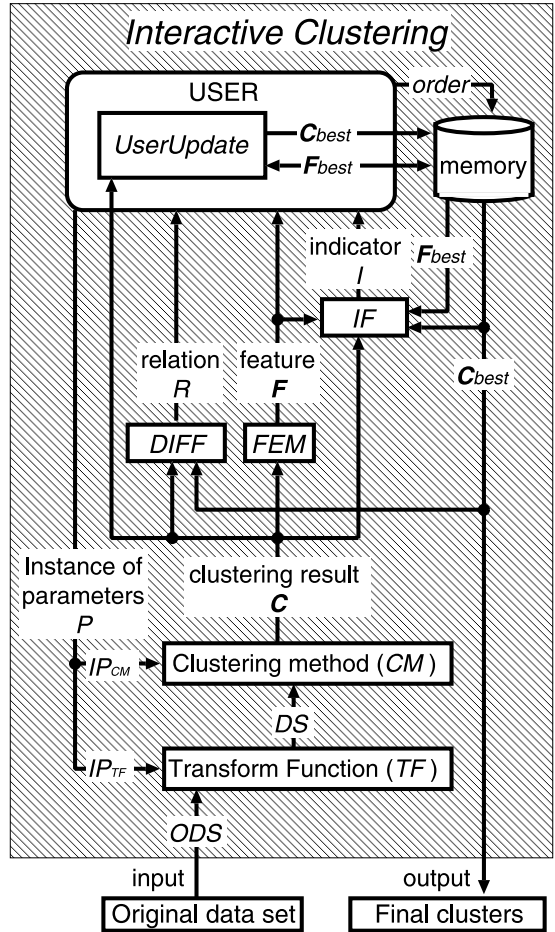 Interactive Clustering
USER
order
UserUpdate
Cbest
Fbest
memory
indicator
I
Fbest
IF
relation
R
feature
F
Cbest
DIFF
FEM
Instance of
parameters
P
clustering result
C
IPCM
Clustering method (CM)
DS
IPTF
Transform Function (TF)
ODS
input
output
Original data set
Final clusters